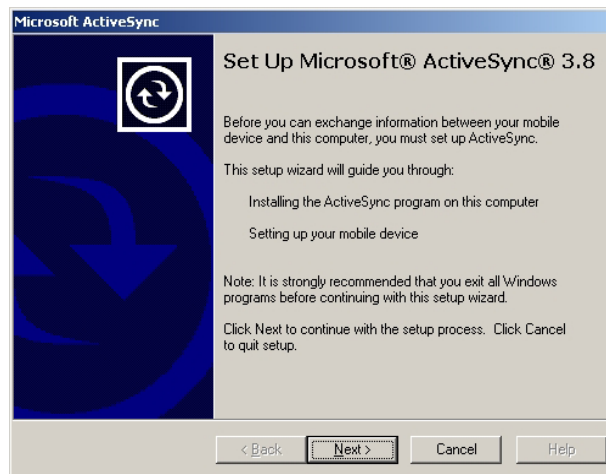 Microsoft ActiveSync
Set Up Microsoft® ActiveSync® 3.8
Before you can exchange information between your mobile
device and this computer, you must set up ActiveSync.
This setup wizard will guide you through:
Installing the ActiveSync program on this computer
Setting up your mobile device
Note: It is strongly recommended that you exit all Windows
programs before continuing with this setup wizard.
Click Next to continue with the setup process. Click Cancel
to quit setup.
< Back Next > Cancel Help